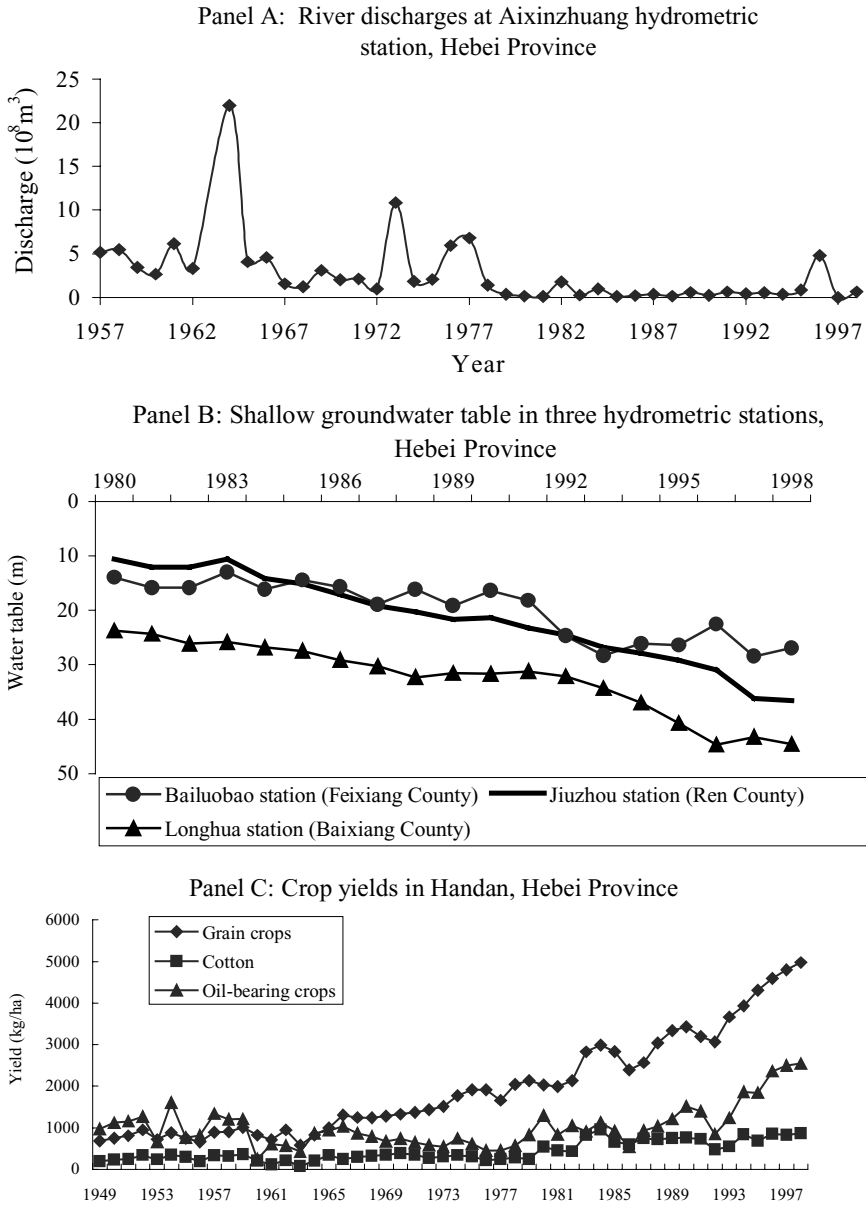 Panel A:  River discharges at Aixinzhuang hydrometric
station, Hebei Province
Discharge (10⁸m³)
25
20
15
10
5
0
1957 1962 1967 1972 1977 1982 1987 1992 1997
Year
Panel B: Shallow groundwater table in three hydrometric stations,
Hebei Province
1980 1983 1986 1989 1992 1995 1998
Water table (m)
0
10
20
30
40
50
Bailuobao station (Feixiang County) Jiuzhou station (Ren County)
Longhua station (Baixiang County)
Panel C: Crop yields in Handan, Hebei Province
Yield (kg/ha)
6000
5000
4000
3000
2000
1000
0
Grain crops
Cotton
Oil-bearing crops
1949 1953 1957 1961 1965 1969 1973 1977 1981 1985 1989 1993 1997